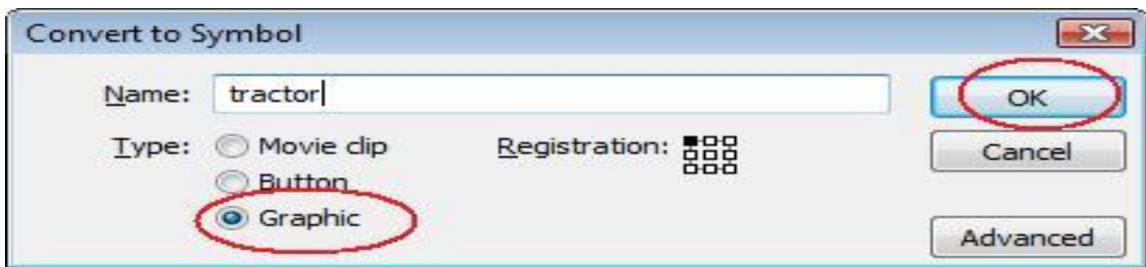 Convert to Symbol
Name: tractor OK
Type: Movie clip Registration: Cancel
Button
Graphic
Advanced